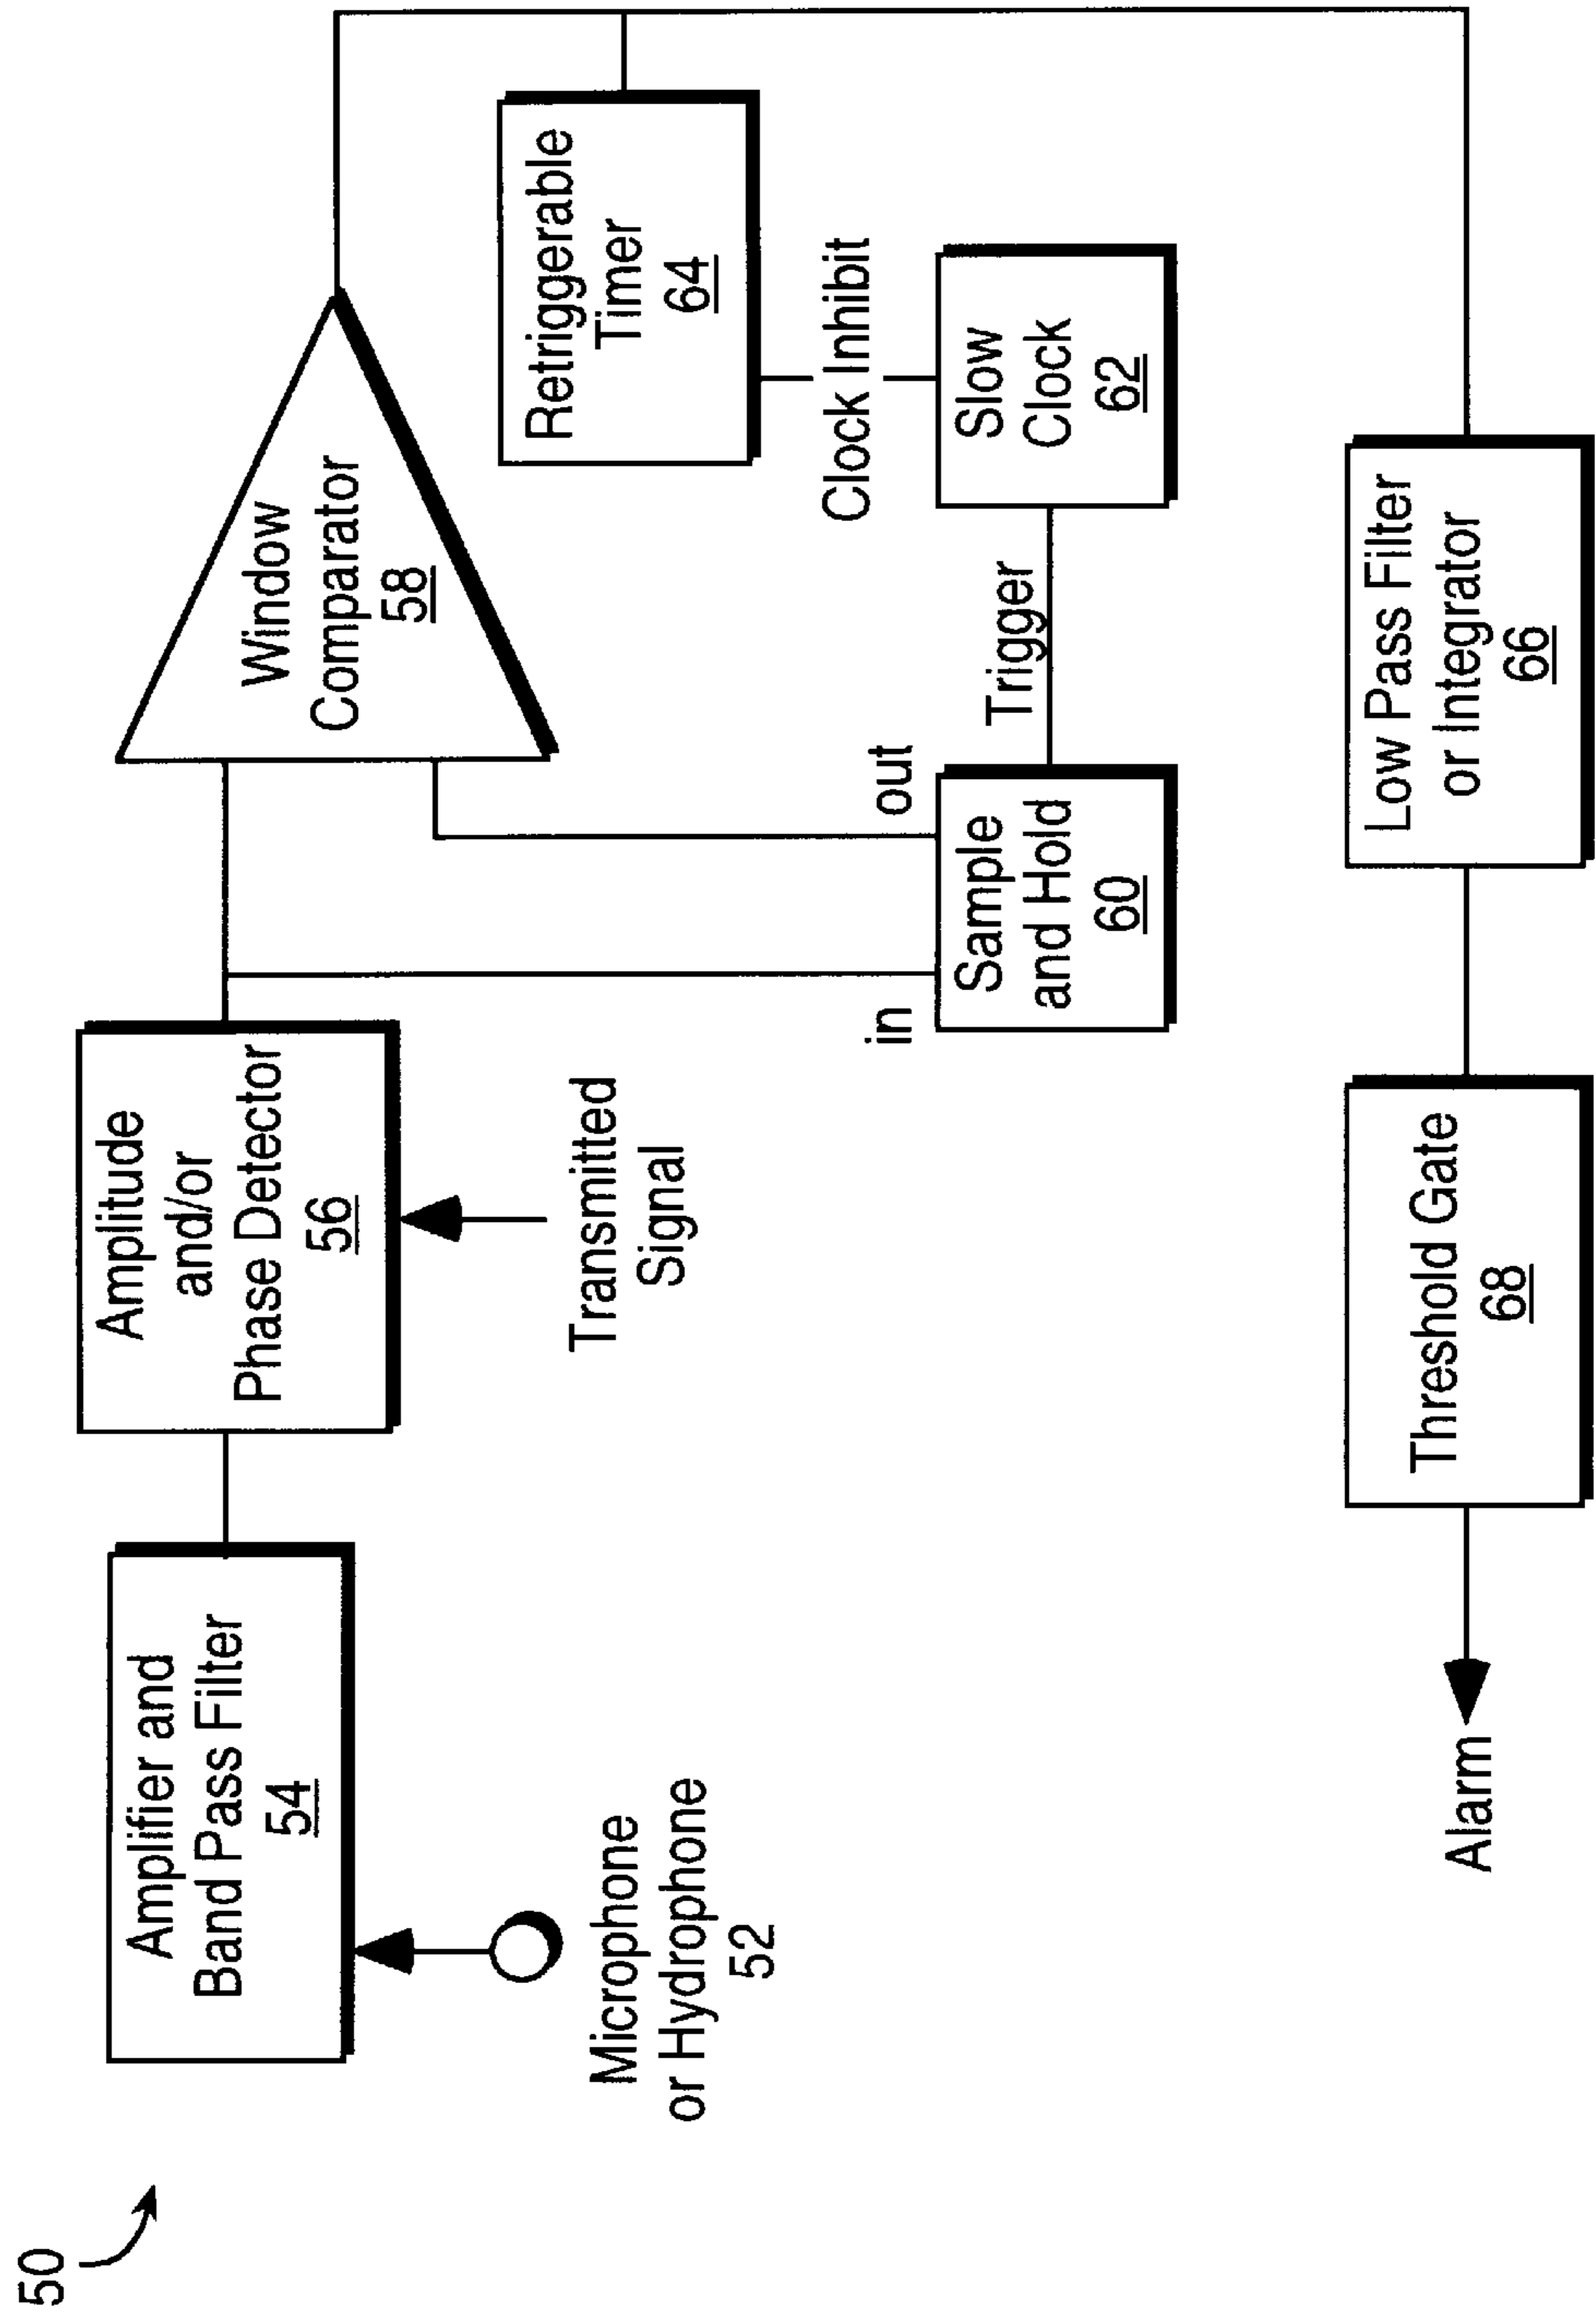 50
Amplifier and
Band Pass Filter
54
Microphone
or Hydrophone
52
Amplitude
and/or
Phase Detector
56
Transmitted
Signal
Window
Comparator
58
in
out
Sample
and Hold
60
Trigger
Slow
Clock
62
Clock Inhibit
Retriggerable
Timer
64
Low Pass Filter
or Integrator
66
Threshold Gate
68
Alarm